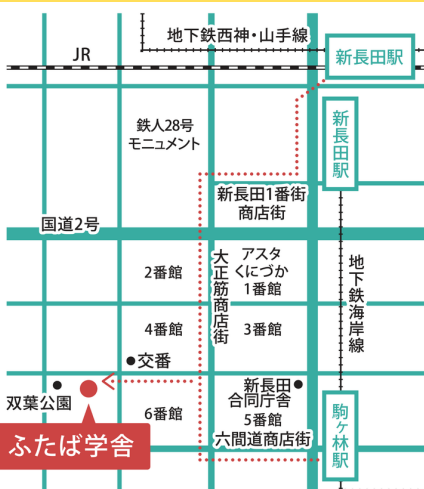 地下鉄西神・山手線
JR
新長田駅
新長田駅
鉄人28号
モニュメント
新長田1番街
商店街
国道2号
大正筋商店街
アスタ
くにづか
1番館
2番館
地下鉄海岸線
4番館
3番館
交番
双葉公園
新長田
合同庁舎
6番館
5番館
六間道商店街
駒ヶ林駅
ふたば学舎